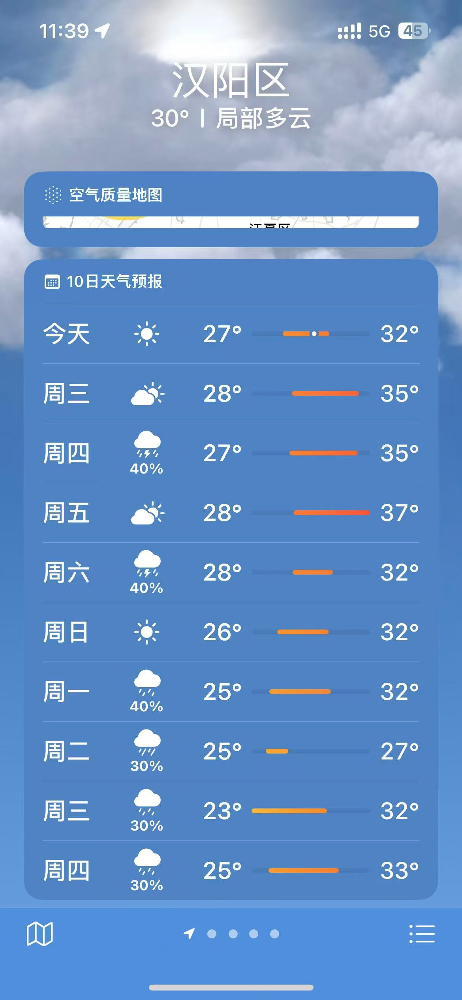 11:39
5G 45
汉阳区
30° | 局部多云
空气质量地图
江夏区
10日天气预报
今天 27° 32°
周三 28° 35°
周四 40% 27° 35°
周五 28° 37°
周六 40% 28° 32°
周日 26° 32°
周一 40% 25° 32°
周二 30% 25° 27°
周三 30% 23° 32°
周四 30% 25° 33°